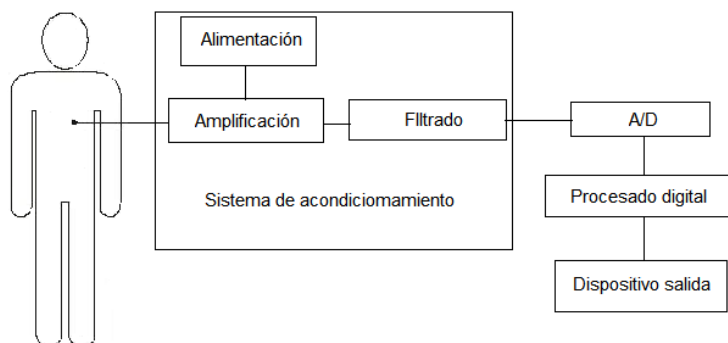 Alimentación
Amplificación
FIltrado
A/D
Sistema de acondiciomamiento
Procesado digital
Dispositivo salida